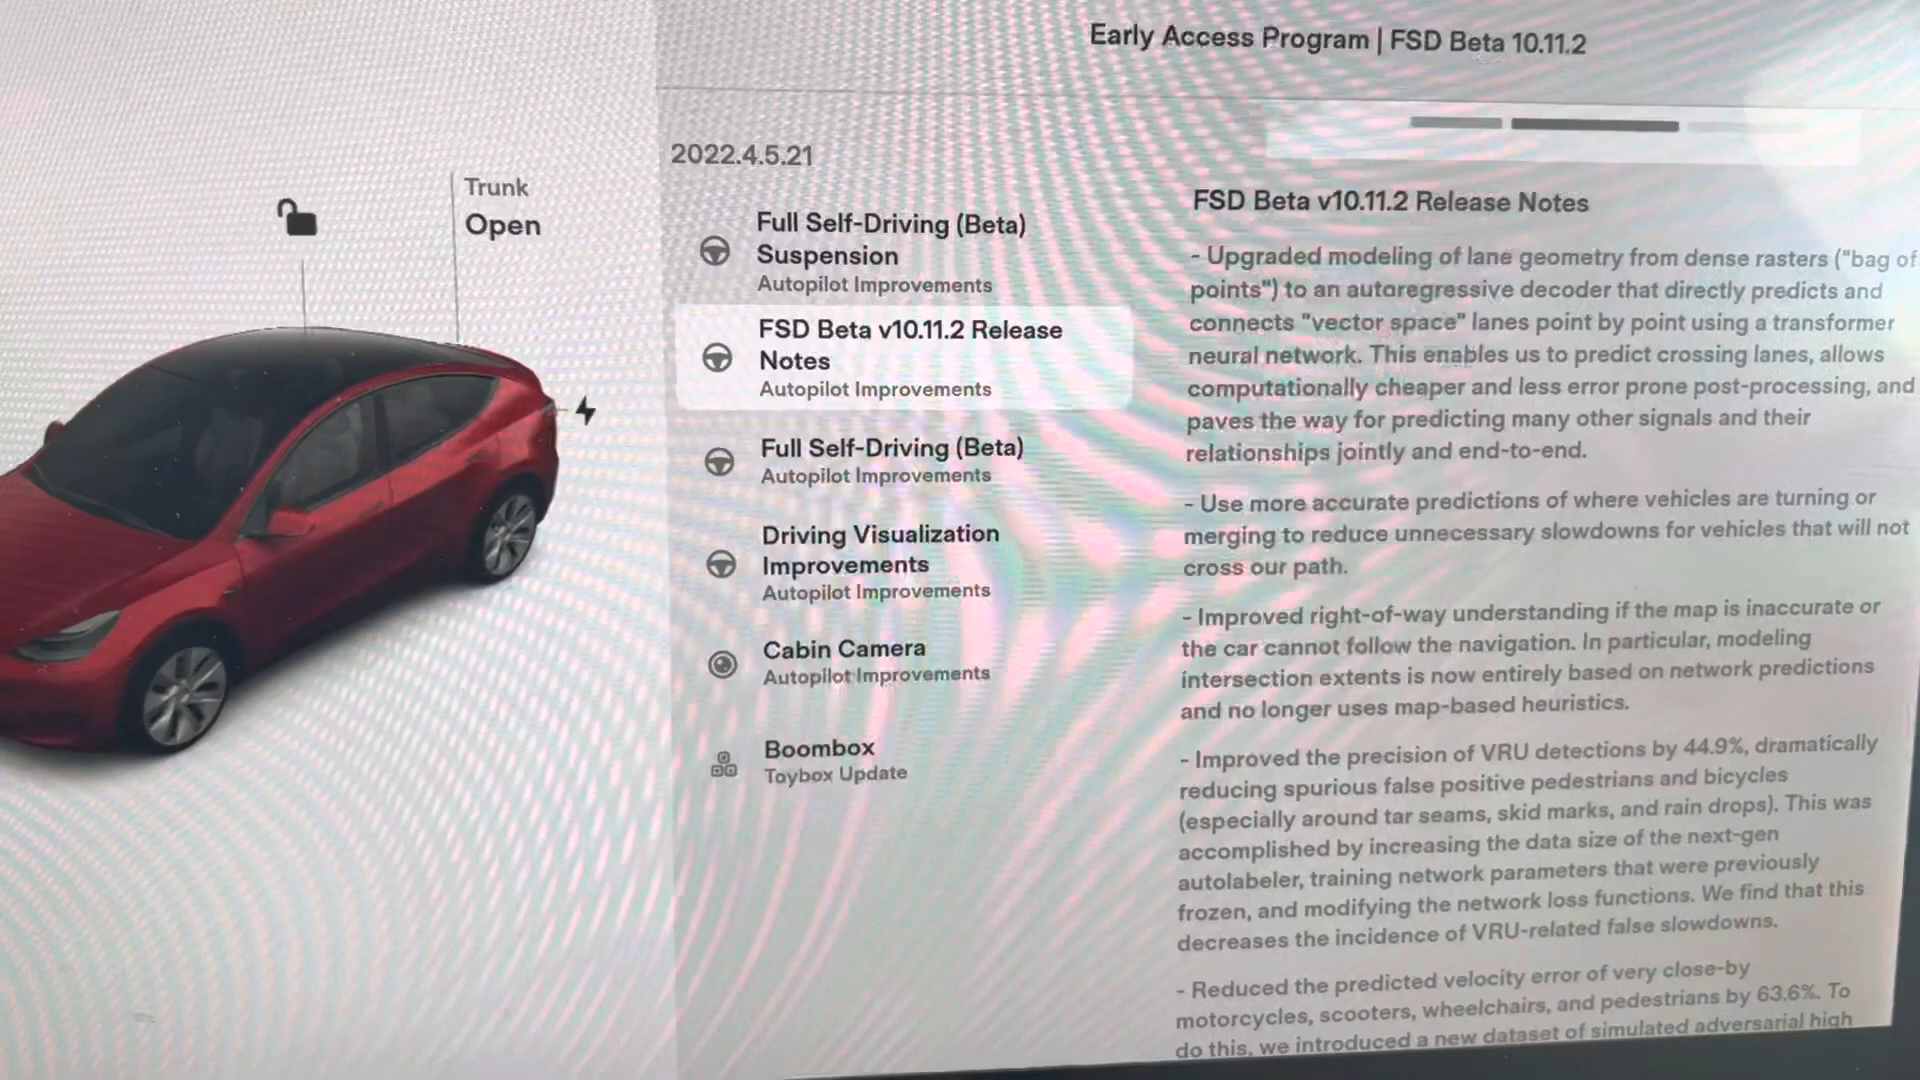 Early Access Program | FSD Beta 10.11.2
Trunk
Open
2022.4.5.21
Full Self-Driving (Beta)
Suspension
Autopilot Improvements
FSD Beta v10.11.2 Release
Notes
Autopilot Improvements
Full Self-Driving (Beta)
Autopilot Improvements
Driving Visualization
Improvements
Autopilot Improvements
Cabin Camera
Autopilot Improvements
Boombox
Toybox Update
FSD Beta v10.11.2 Release Notes
- Upgraded modeling of lane geometry from dense rasters ("bag of
points") to an autoregressive decoder that directly predicts and
connects "vector space" lanes point by point using a transformer
neural network. This enables us to predict crossing lanes, allows
computationally cheaper and less error prone post-processing, and
paves the way for predicting many other signals and their
relationships jointly and end-to-end.
- Use more accurate predictions of where vehicles are turning or
merging to reduce unnecessary slowdowns for vehicles that will not
cross our path.
- Improved right-of-way understanding if the map is inaccurate or
the car cannot follow the navigation. In particular, modeling
intersection extents is now entirely based on network predictions
and no longer uses map-based heuristics.
- Improved the precision of VRU detections by 44.9%, dramatically
reducing spurious false positive pedestrians and bicycles
(especially around tar seams, skid marks, and rain drops). This was
accomplished by increasing the data size of the next-gen
autolabeler, training network parameters that were previously
frozen, and modifying the network loss functions. We find that this
decreases the incidence of VRU-related false slowdowns.
- Reduced the predicted velocity error of very close-by
motorcycles, scooters, wheelchairs, and pedestrians by 63.6%. To
do this, we introduced a new dataset of simulated adversarial high